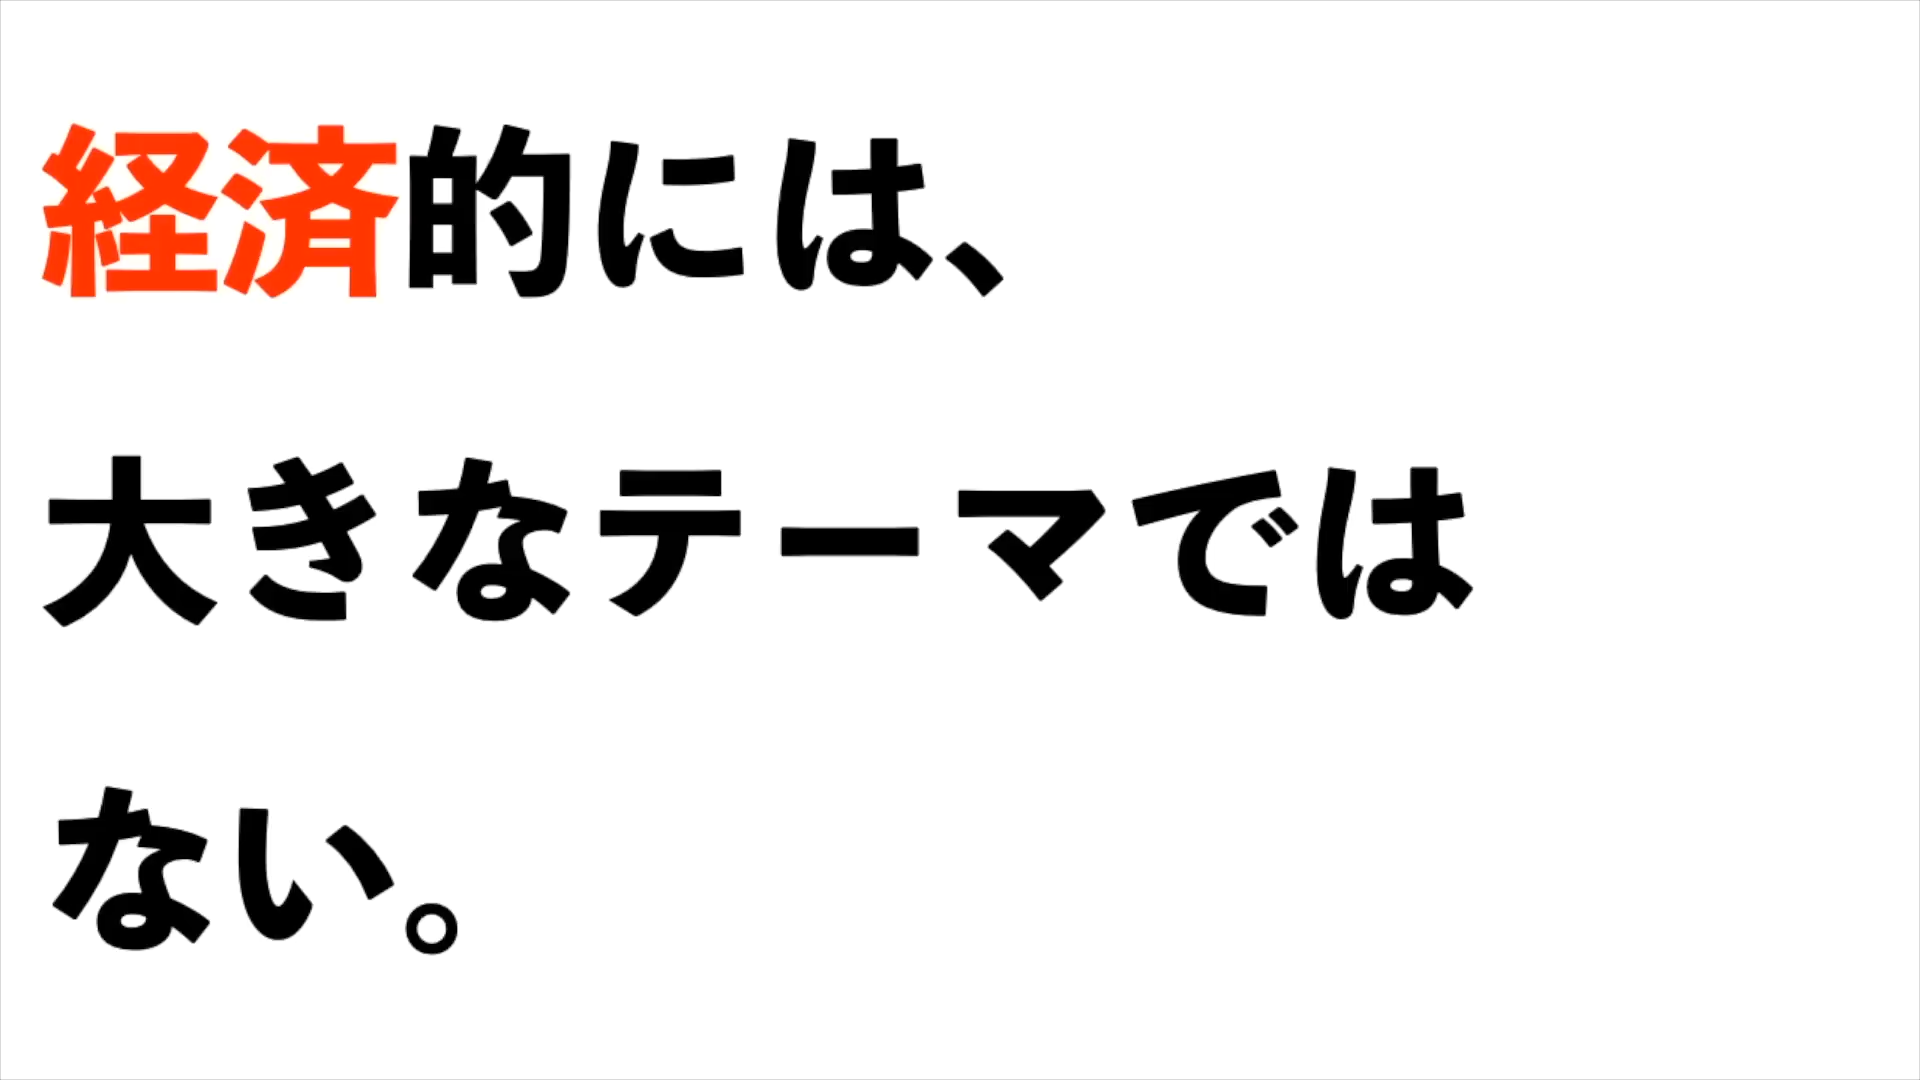 経済的には、
大きなテーマでは
ない。